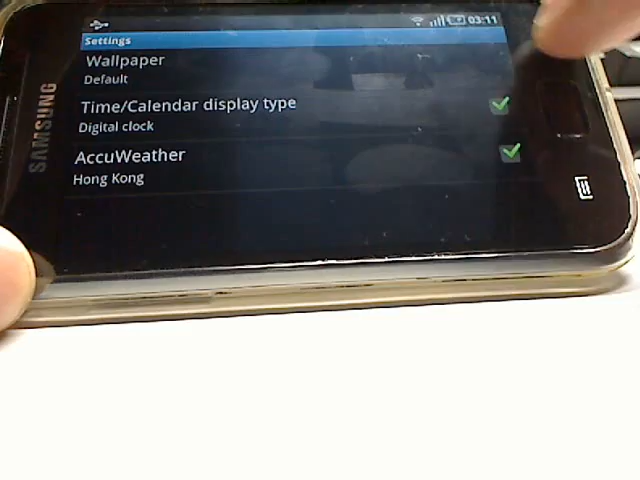 03:11
Settings
Wallpaper
Default
Time/Calendar display type
Digital clock
AccuWeather
Hong Kong
SAMSUNG